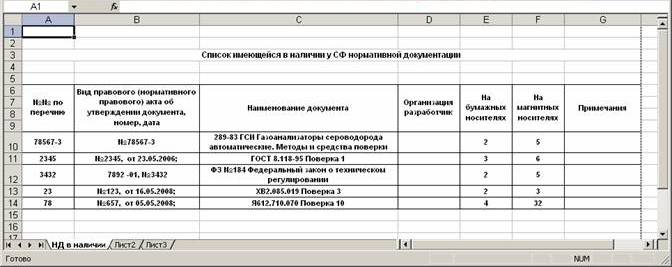 A1
fx
A B C D E F G
1
2
3 Список имеющейся в наличии у СФ нормативной документации
4
5
6
7
8
9
№№ по перечню
Вид правового (нормативного правового) акта об утверждении документа, номер, дата
Наименование документа
Организация разработчик
На бумажных носителях
На магнитных носителях
Примечания
10 78567-3 №78567-3 289-83 ГСИ Газоанализаторы сероводорода автоматические. Методы и средства поверки 2 5
11 2345 №2345, от 23.05.2006; ГОСТ 8.118-95 Поверка 1 3 6
12 3432 7892 -01, №3432 ФЗ №184 Федеральный закон о техническом регулировании 2 5
13 23 №123, от 16.05.2008; ХВ2.085.019 Поверка 3 2 3
14 78 №657, от 05.05.2008; Я612.710.070 Поверка 10 4 32
15
16
17
НД в наличии Лист2 Лист3
Готово NUM